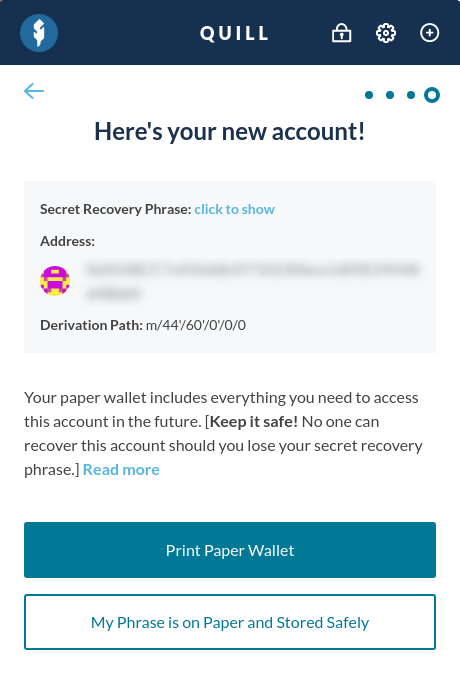 QUILL
Here's your new account!
Secret Recovery Phrase: click to show
Address:
Derivation Path: m/44'/60'/0'/0/0
Your paper wallet includes everything you need to access
this account in the future. [Keep it safe! No one can
recover this account should you lose your secret recovery
phrase.] Read more
Print Paper Wallet
My Phrase is on Paper and Stored Safely